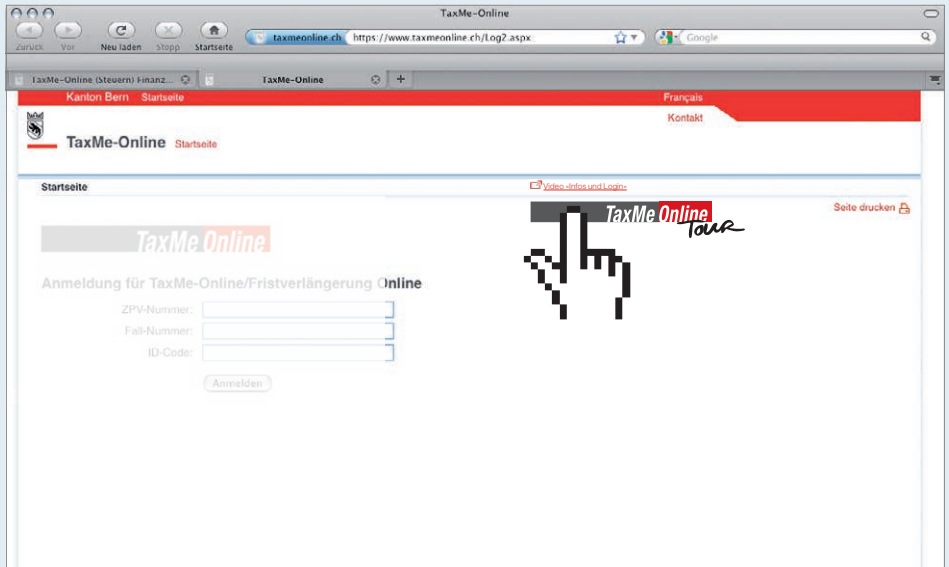 TaxMe-Online
Zurück Vor Neu laden Stopp Startseite
taxmeonline.ch https://www.taxmeonline.ch/Log2.aspx
Google
TaxMe-Online (Steuern) Finanz... TaxMe-Online +
Kanton Bern Startseite Français
Kontakt
TaxMe-Online Startseite
Startseite
Video «Infos und Login»
TaxMe Online Tour
Seite drucken
TaxMe Online
Anmeldung für TaxMe-Online/Fristverlängerung Online
ZPV-Nummer:
Fall-Nummer:
ID-Code:
Anmelden